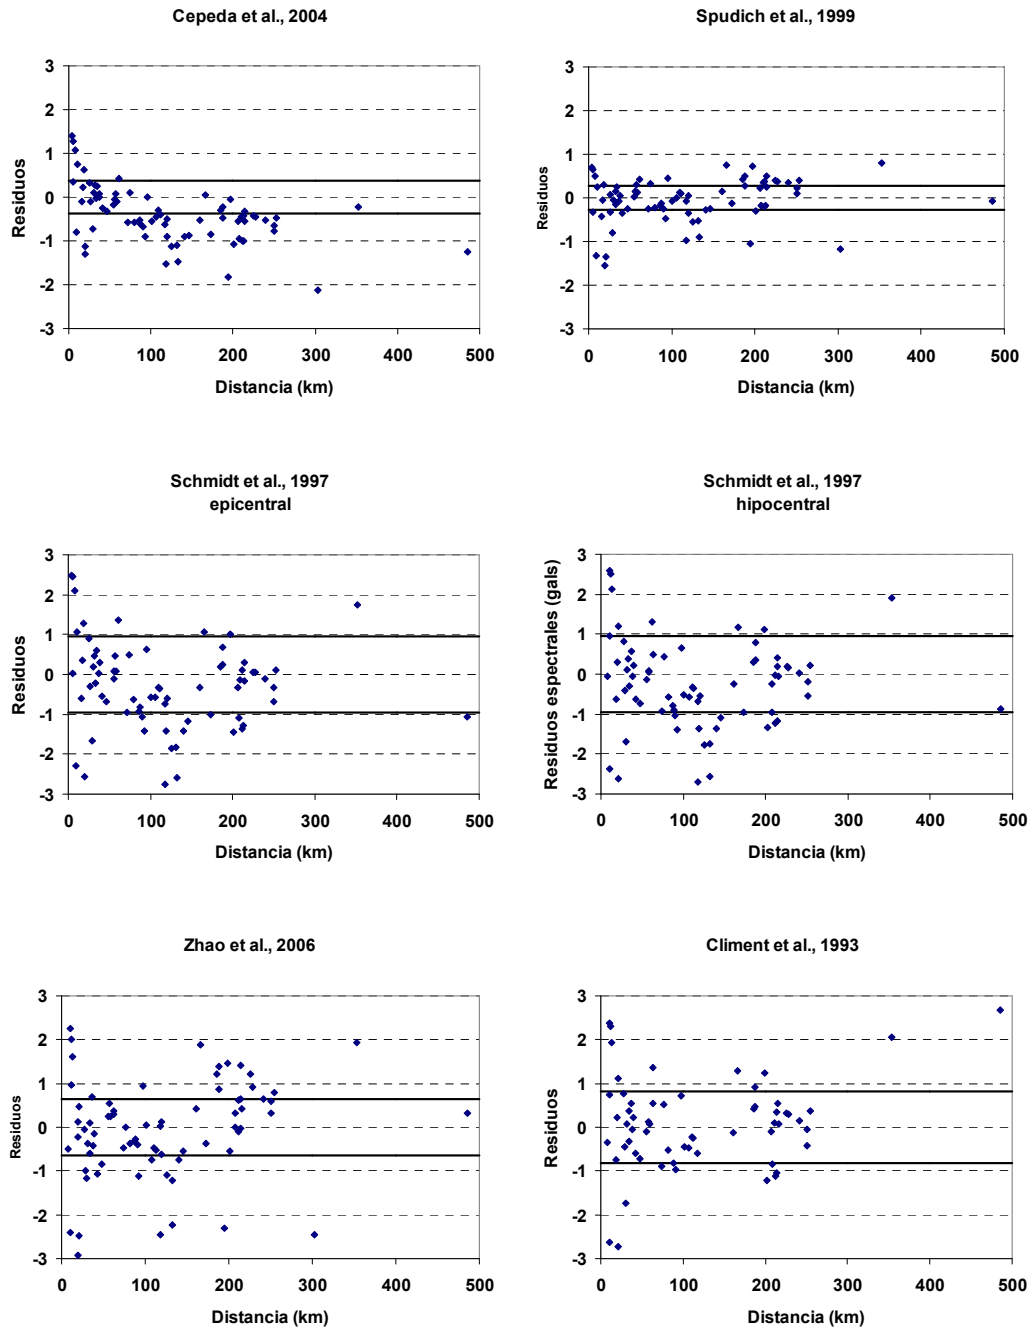 Cepeda et al., 2004
3
2
1
0
-1
-2
-3
Residuos
0 100 200 300 400 500
Distancia (km)
Spudich et al., 1999
3
2
1
0
-1
-2
-3
Residuos
0 100 200 300 400 500
Distancia (km)
Schmidt et al., 1997
epicentral
3
2
1
0
-1
-2
-3
Residuos
0 100 200 300 400 500
Distancia (km)
Schmidt et al., 1997
hipocentral
3
2
1
0
-1
-2
-3
Residuos espectrales (gals)
0 100 200 300 400 500
Distancia (km)
Zhao et al., 2006
3
2
1
0
-1
-2
-3
Residuos
0 100 200 300 400 500
Distancia (km)
Climent et al., 1993
3
2
1
0
-1
-2
-3
Residuos
0 100 200 300 400 500
Distancia (km)